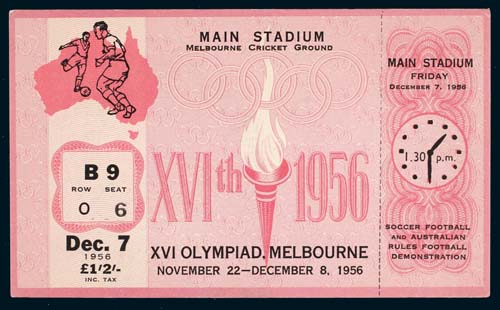 MAIN STADIUM
MELBOURNE CRICKET GROUND
B 9
ROW SEAT
O 6
Dec. 7
1956
£1/2/-
INC. TAX
XVIth 1956
XVI OLYMPIAD, MELBOURNE
NOVEMBER 22—DECEMBER 8, 1956
MAIN STADIUM
FRIDAY
DECEMBER 7, 1956
1.30 p.m.
SOCCER FOOTBALL
AND AUSTRALIAN
RULES FOOTBALL
DEMONSTRATION